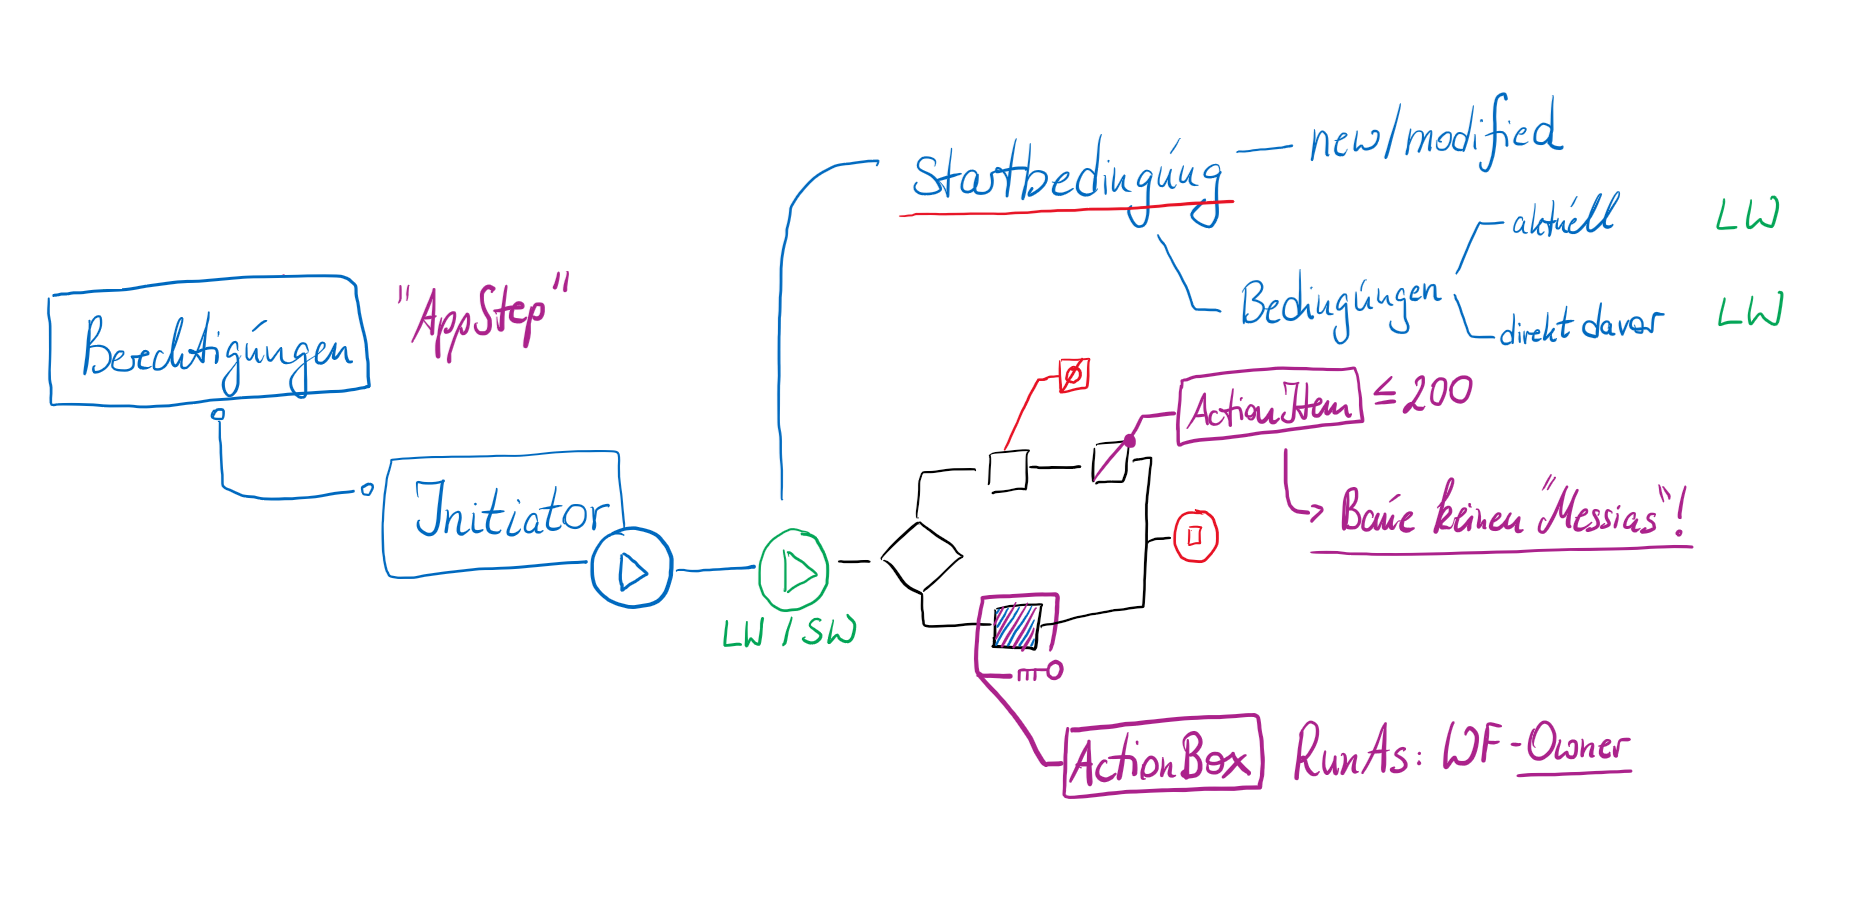 Startbedingung
new/modified
aktuell
LW
Bedingungen
direkt davor
LW
Berechtigungen
"AppStep"
ActionItem
≤ 200
Initiator
Baue keinen "Messias"!
LW / SW
ActionBox
RunAs: WF-Owner